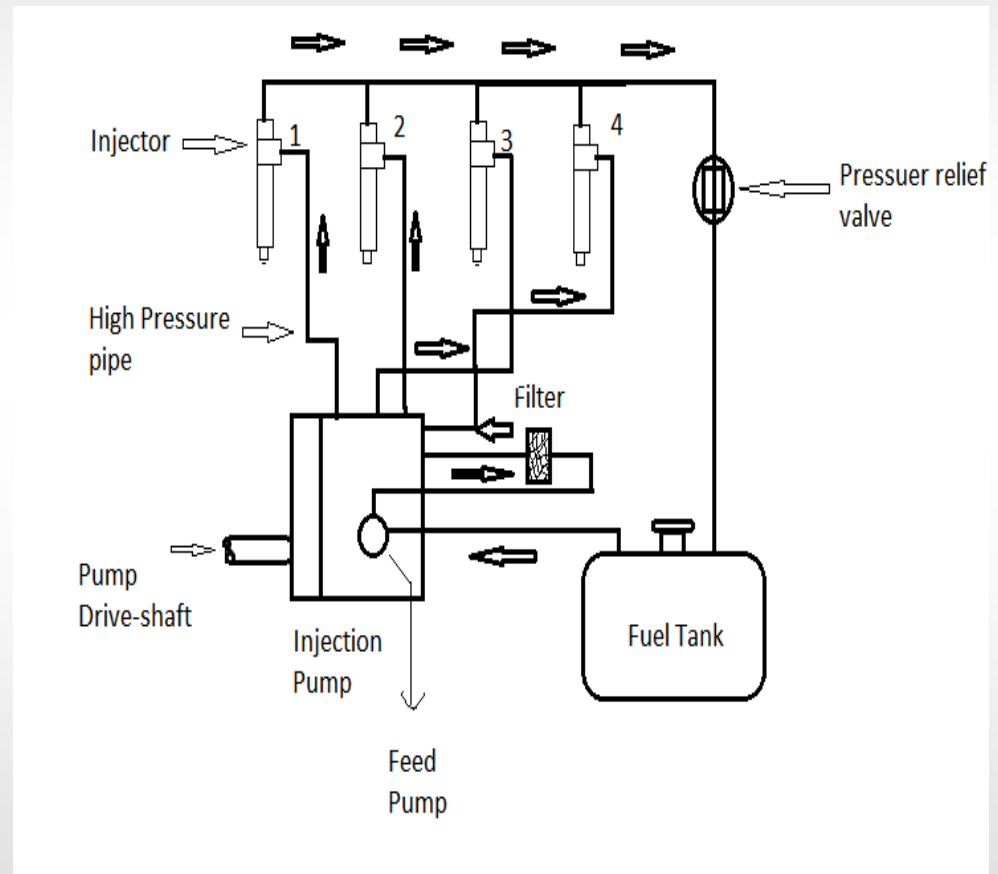 1
2
3
4
Injector
Pressuer relief
valve
High Pressure
pipe
Filter
Pump
Drive-shaft
Injection
Pump
Fuel Tank
Feed
Pump